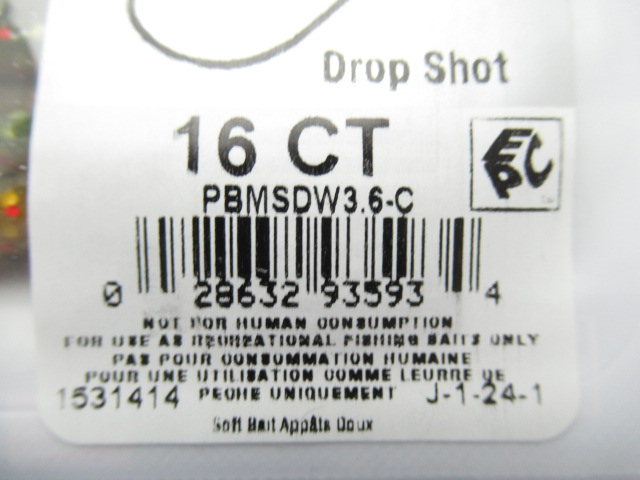 Drop Shot
16 CT
PBMSDW3.6-C
0 28632 93593 4
NOT FOR HUMAN CONSUMPTION
FOR USE AS RECREATIONAL FISHING BAITS ONLY
PAS POUR CONSOMMATION HUMAINE
POUR UNE UTILISATION COMME LEURRE DE
1531414 PECHE UNIQUEMENT J-1-24-1
Soft Bait Appâts Doux